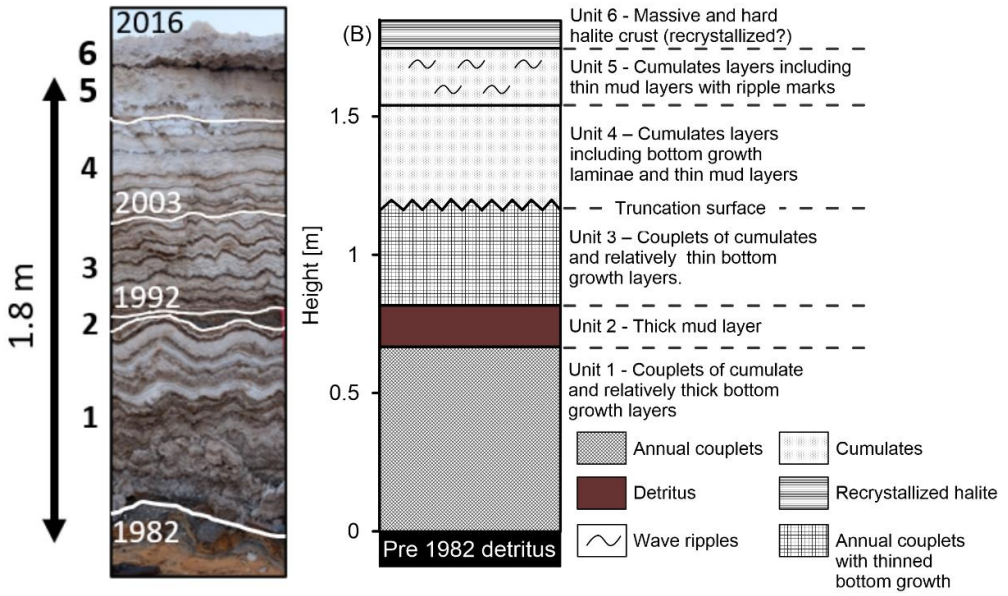 2016
6
5
4
2003
3
1992
2
1
1982
1.8 m
(B)
Height [m]
1.5
1
0.5
0
Pre 1982 detritus
Unit 6 - Massive and hard
halite crust (recrystallized?)
Unit 5 - Cumulates layers including
thin mud layers with ripple marks
Unit 4 – Cumulates layers
including bottom growth
laminae and thin mud layers
Truncation surface
Unit 3 – Couplets of cumulates
and relatively thin bottom
growth layers.
Unit 2 - Thick mud layer
Unit 1 - Couplets of cumulate
and relatively thick bottom
growth layers
Annual couplets
Cumulates
Detritus
Recrystallized halite
Wave ripples
Annual couplets
with thinned
bottom growth